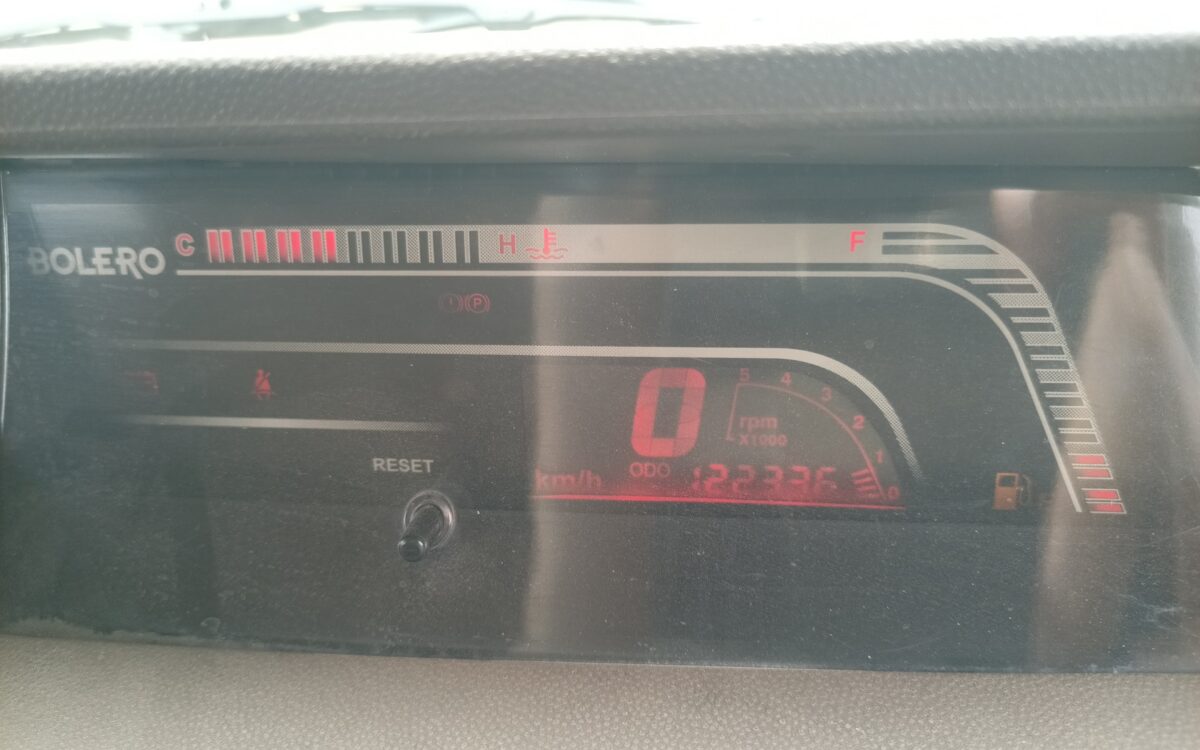 BOLERO
C H F
(P)
0
5 4 3 2 1 0
rpm
X1000
RESET
km/h ODO 122336